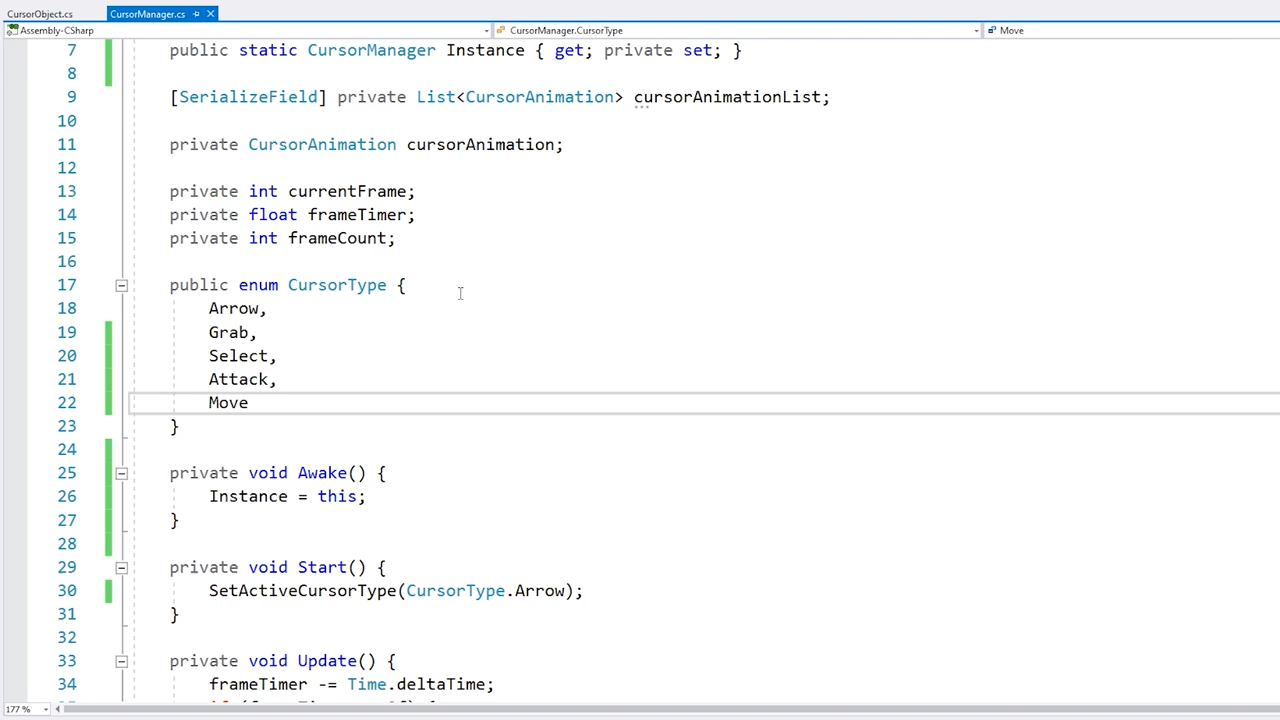 CursorObject.cs CursorManager.cs
Assembly-CSharp CursorManager.CursorType Move
7 public static CursorManager Instance { get; private set; }
8
9 [SerializeField] private List<CursorAnimation> cursorAnimationList;
10
11 private CursorAnimation cursorAnimation;
12
13 private int currentFrame;
14 private float frameTimer;
15 private int frameCount;
16
17 public enum CursorType {
18 Arrow,
19 Grab,
20 Select,
21 Attack,
22 Move
23 }
24
25 private void Awake() {
26 Instance = this;
27 }
28
29 private void Start() {
30 SetActiveCursorType(CursorType.Arrow);
31 }
32
33 private void Update() {
34 frameTimer -= Time.deltaTime;
177 %